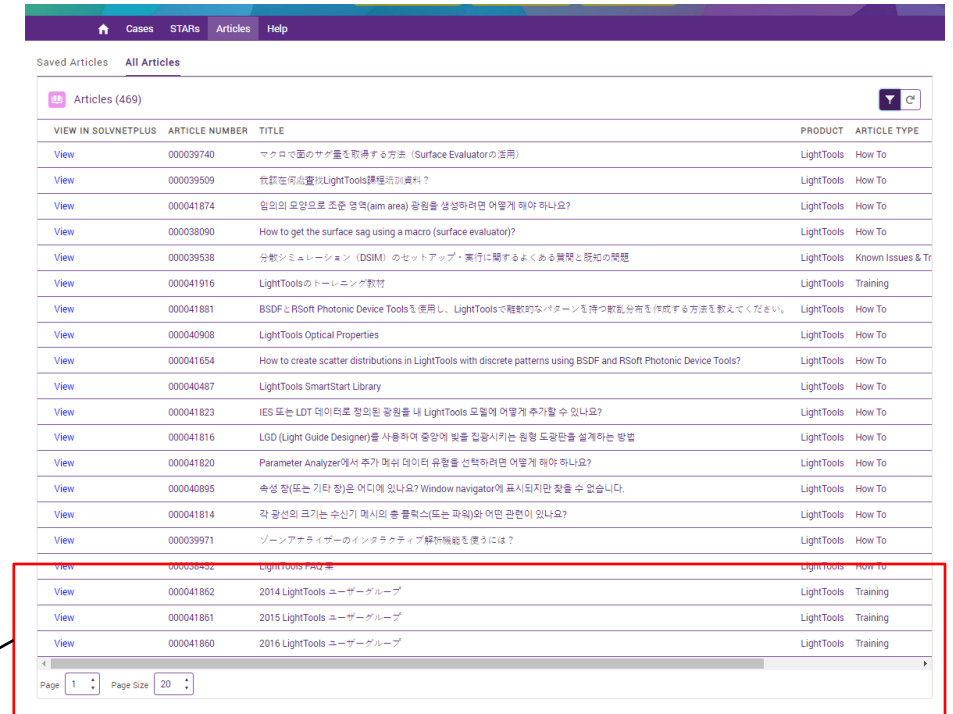 Cases STARs Articles Help
Saved Articles All Articles
Articles (469)
VIEW IN SOLVNETPLUS ARTICLE NUMBER TITLE PRODUCT ARTICLE TYPE
View 000039740 マクロで面のサグ量を取得する方法（Surface Evaluatorの活用） LightTools How To
View 000039509 我該在何處查找LightTools課程培訓資料？ LightTools How To
View 000041874 임의의 모양으로 조준 영역(aim area) 광원을 생성하려면 어떻게 해야 하나요? LightTools How To
View 000038090 How to get the surface sag using a macro (surface evaluator)? LightTools How To
View 000039538 分散シミュレーション（DSIM）のセットアップ・実行に関するよくある質問と既知の問題 LightTools Known Issues & Tr
View 000041916 LightToolsのトレーニング教材 LightTools Training
View 000041881 BSDFとRSoft Photonic Device Toolsを使用し、LightToolsで離散的なパターンを持つ散乱分布を作成する方法を教えてください。 LightTools How To
View 000040908 LightTools Optical Properties LightTools How To
View 000041654 How to create scatter distributions in LightTools with discrete patterns using BSDF and RSoft Photonic Device Tools? LightTools How To
View 000040487 LightTools SmartStart Library LightTools How To
View 000041823 IES 또는 LDT 데이터로 정의된 광원을 내 LightTools 모델에 어떻게 추가할 수 있나요? LightTools How To
View 000041816 LGD (Light Guide Designer)를 사용하여 중앙에 빛을 집광시키는 원형 도광판을 설계하는 방법 LightTools How To
View 000041820 Parameter Analyzer에서 추가 메쉬 데이터 유형을 선택하려면 어떻게 해야 하나요? LightTools How To
View 000040895 속성 창(또는 기타 창)은 어디에 있나요? Window navigator에 표시되지만 찾을 수 없습니다. LightTools How To
View 000041814 각 광선의 크기는 수신기 메시의 총 플럭스(또는 파워)와 어떤 관련이 있나요? LightTools How To
View 000039971 ゾーンアナライザーのインタラクティブ解析機能を使うには？ LightTools How To
View 000038452 LightTools FAQ 集 LightTools How To
View 000041862 2014 LightTools ユーザーグループ LightTools Training
View 000041861 2015 LightTools ユーザーグループ LightTools Training
View 000041860 2016 LightTools ユーザーグループ LightTools Training
Page 1 Page Size 20